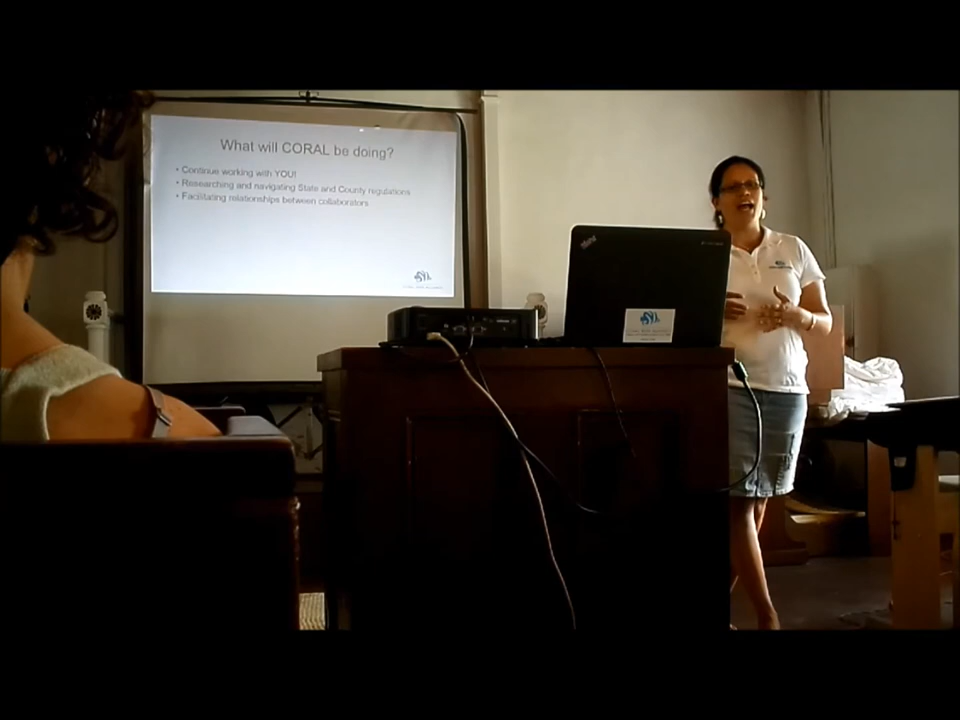 What will CORAL be doing?
• Continue working with YOU!
• Researching and navigating State and County regulations
• Facilitating relationships between collaborators